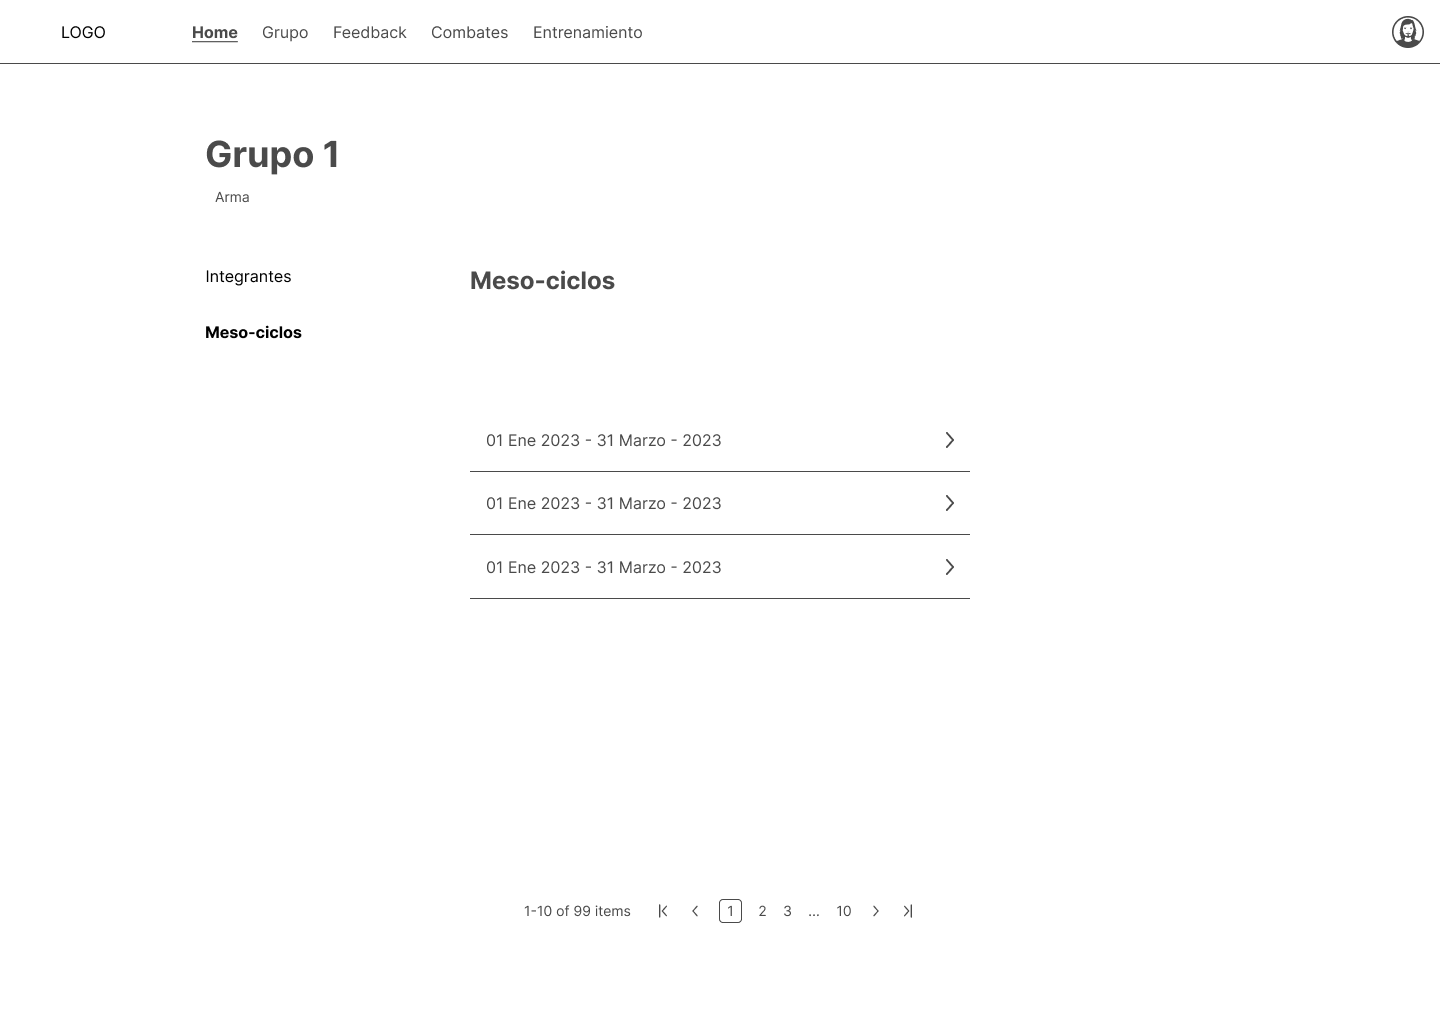 LOGO Home Grupo Feedback Combates Entrenamiento
Grupo 1
Arma
Integrantes
Meso-ciclos
Meso-ciclos
01 Ene 2023 - 31 Marzo - 2023
01 Ene 2023 - 31 Marzo - 2023
01 Ene 2023 - 31 Marzo - 2023
1-10 of 99 items 1 2 3 ... 10